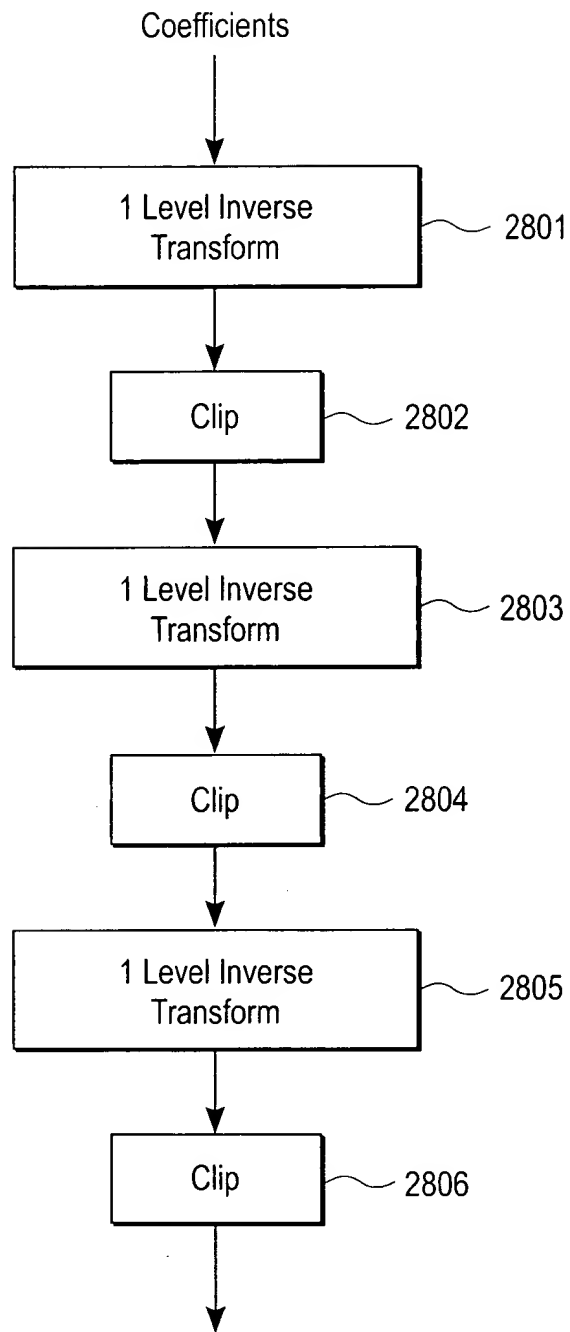 Coefficients
1 Level Inverse
Transform
2801
Clip
2802
1 Level Inverse
Transform
2803
Clip
2804
1 Level Inverse
Transform
2805
Clip
2806